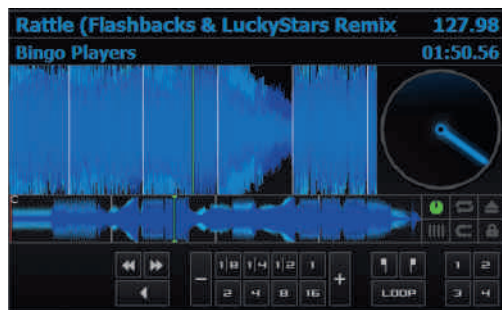 Rattle (Flashbacks & LuckyStars Remix 127.98
Bingo Players 01:50.56
C
1|8 1|4 1|2 1 1 2
2 4 8 16 LOOP 3 4